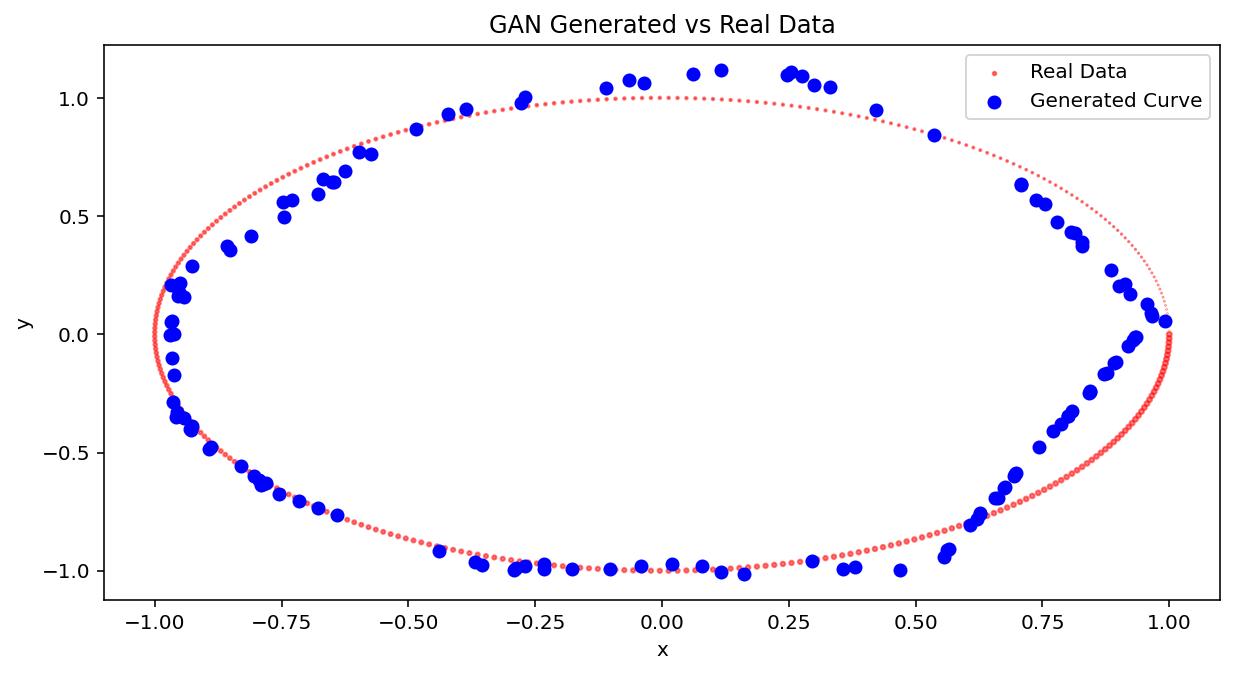 GAN Generated vs Real Data
Real Data
Generated Curve
1.0
0.5
0.0
−0.5
−1.0
y
−1.00 −0.75 −0.50 −0.25 0.00 0.25 0.50 0.75 1.00
x